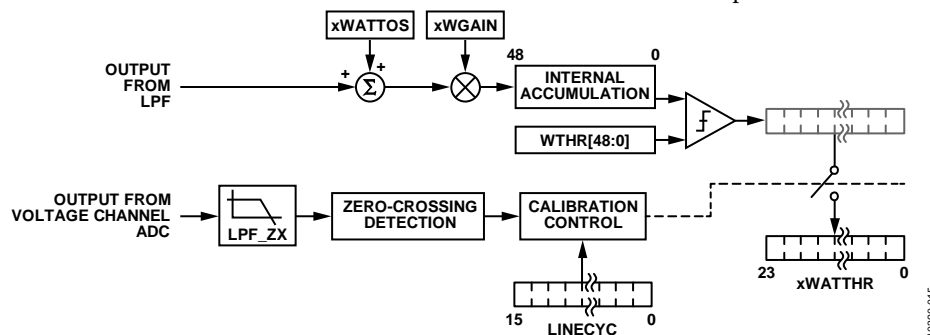 xWATTOS
xWGAIN
48
0
OUTPUT
FROM
LPF
+
+
Σ
INTERNAL
ACCUMULATION
WTHR[48:0]
OUTPUT FROM
VOLTAGE CHANNEL
ADC
LPF_ZX
ZERO-CROSSING
DETECTION
CALIBRATION
CONTROL
23
0
xWATTHR
15
0
LINECYC